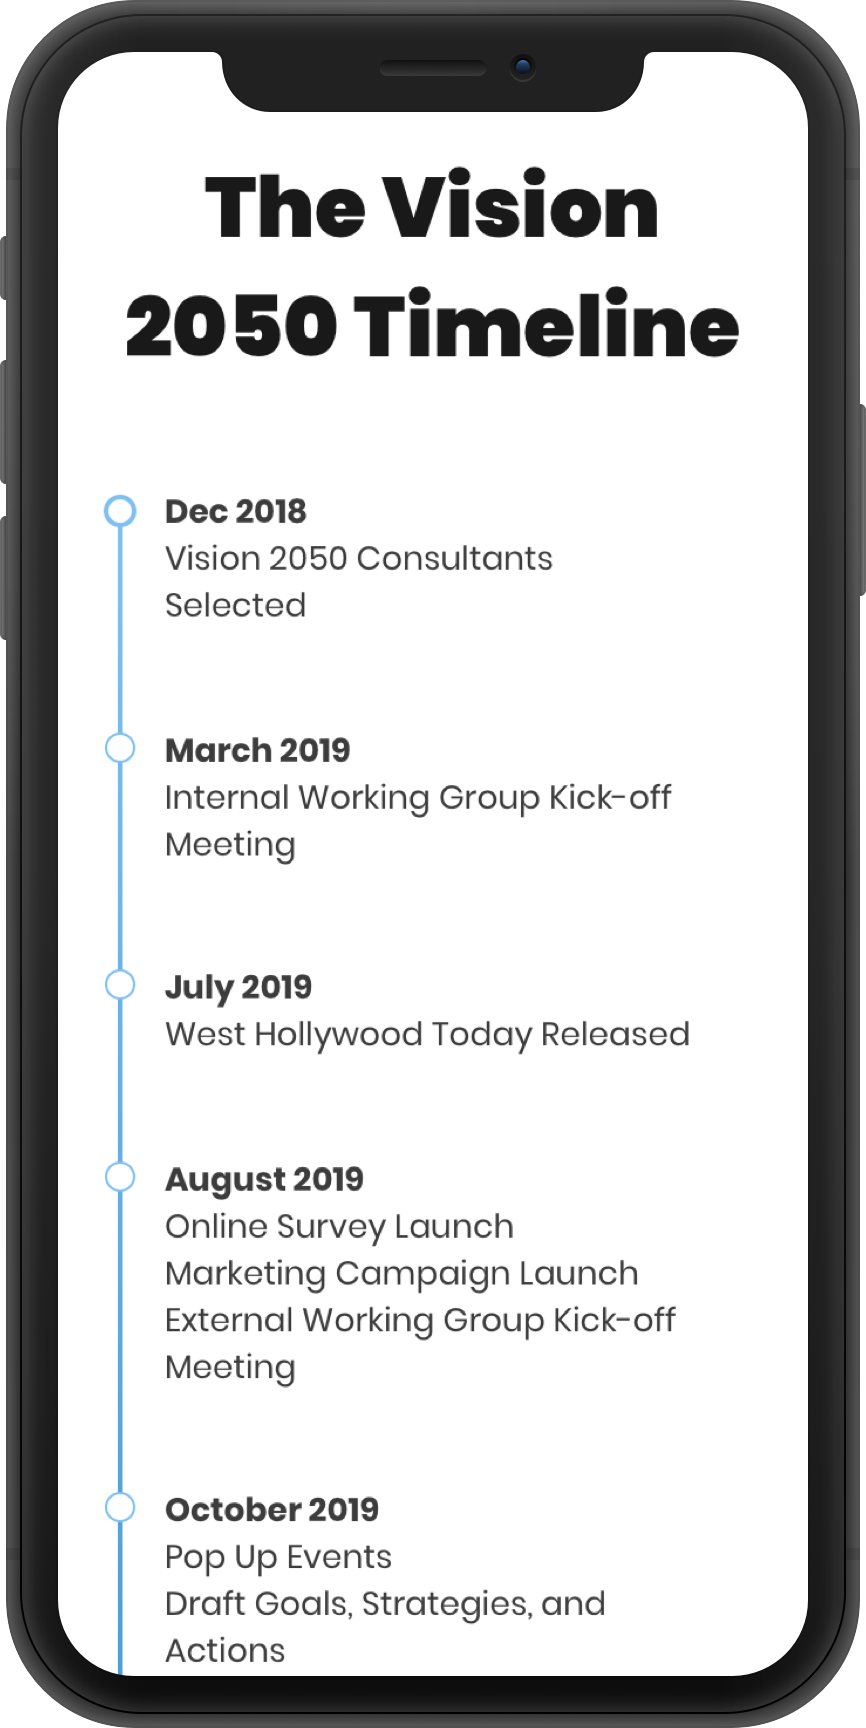 The Vision
2050 Timeline
Dec 2018
Vision 2050 Consultants
Selected
March 2019
Internal Working Group Kick-off
Meeting
July 2019
West Hollywood Today Released
August 2019
Online Survey Launch
Marketing Campaign Launch
External Working Group Kick-off
Meeting
October 2019
Pop Up Events
Draft Goals, Strategies, and
Actions